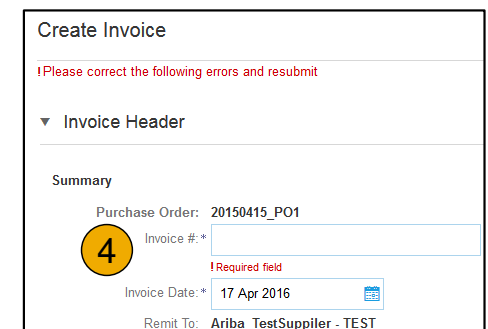 Create Invoice
! Please correct the following errors and resubmit
▼ Invoice Header
Summary
Purchase Order: 20150415_PO1
4
Invoice #:*
! Required field
Invoice Date:* 17 Apr 2016
Remit To: Ariba_TestSuppiler - TEST